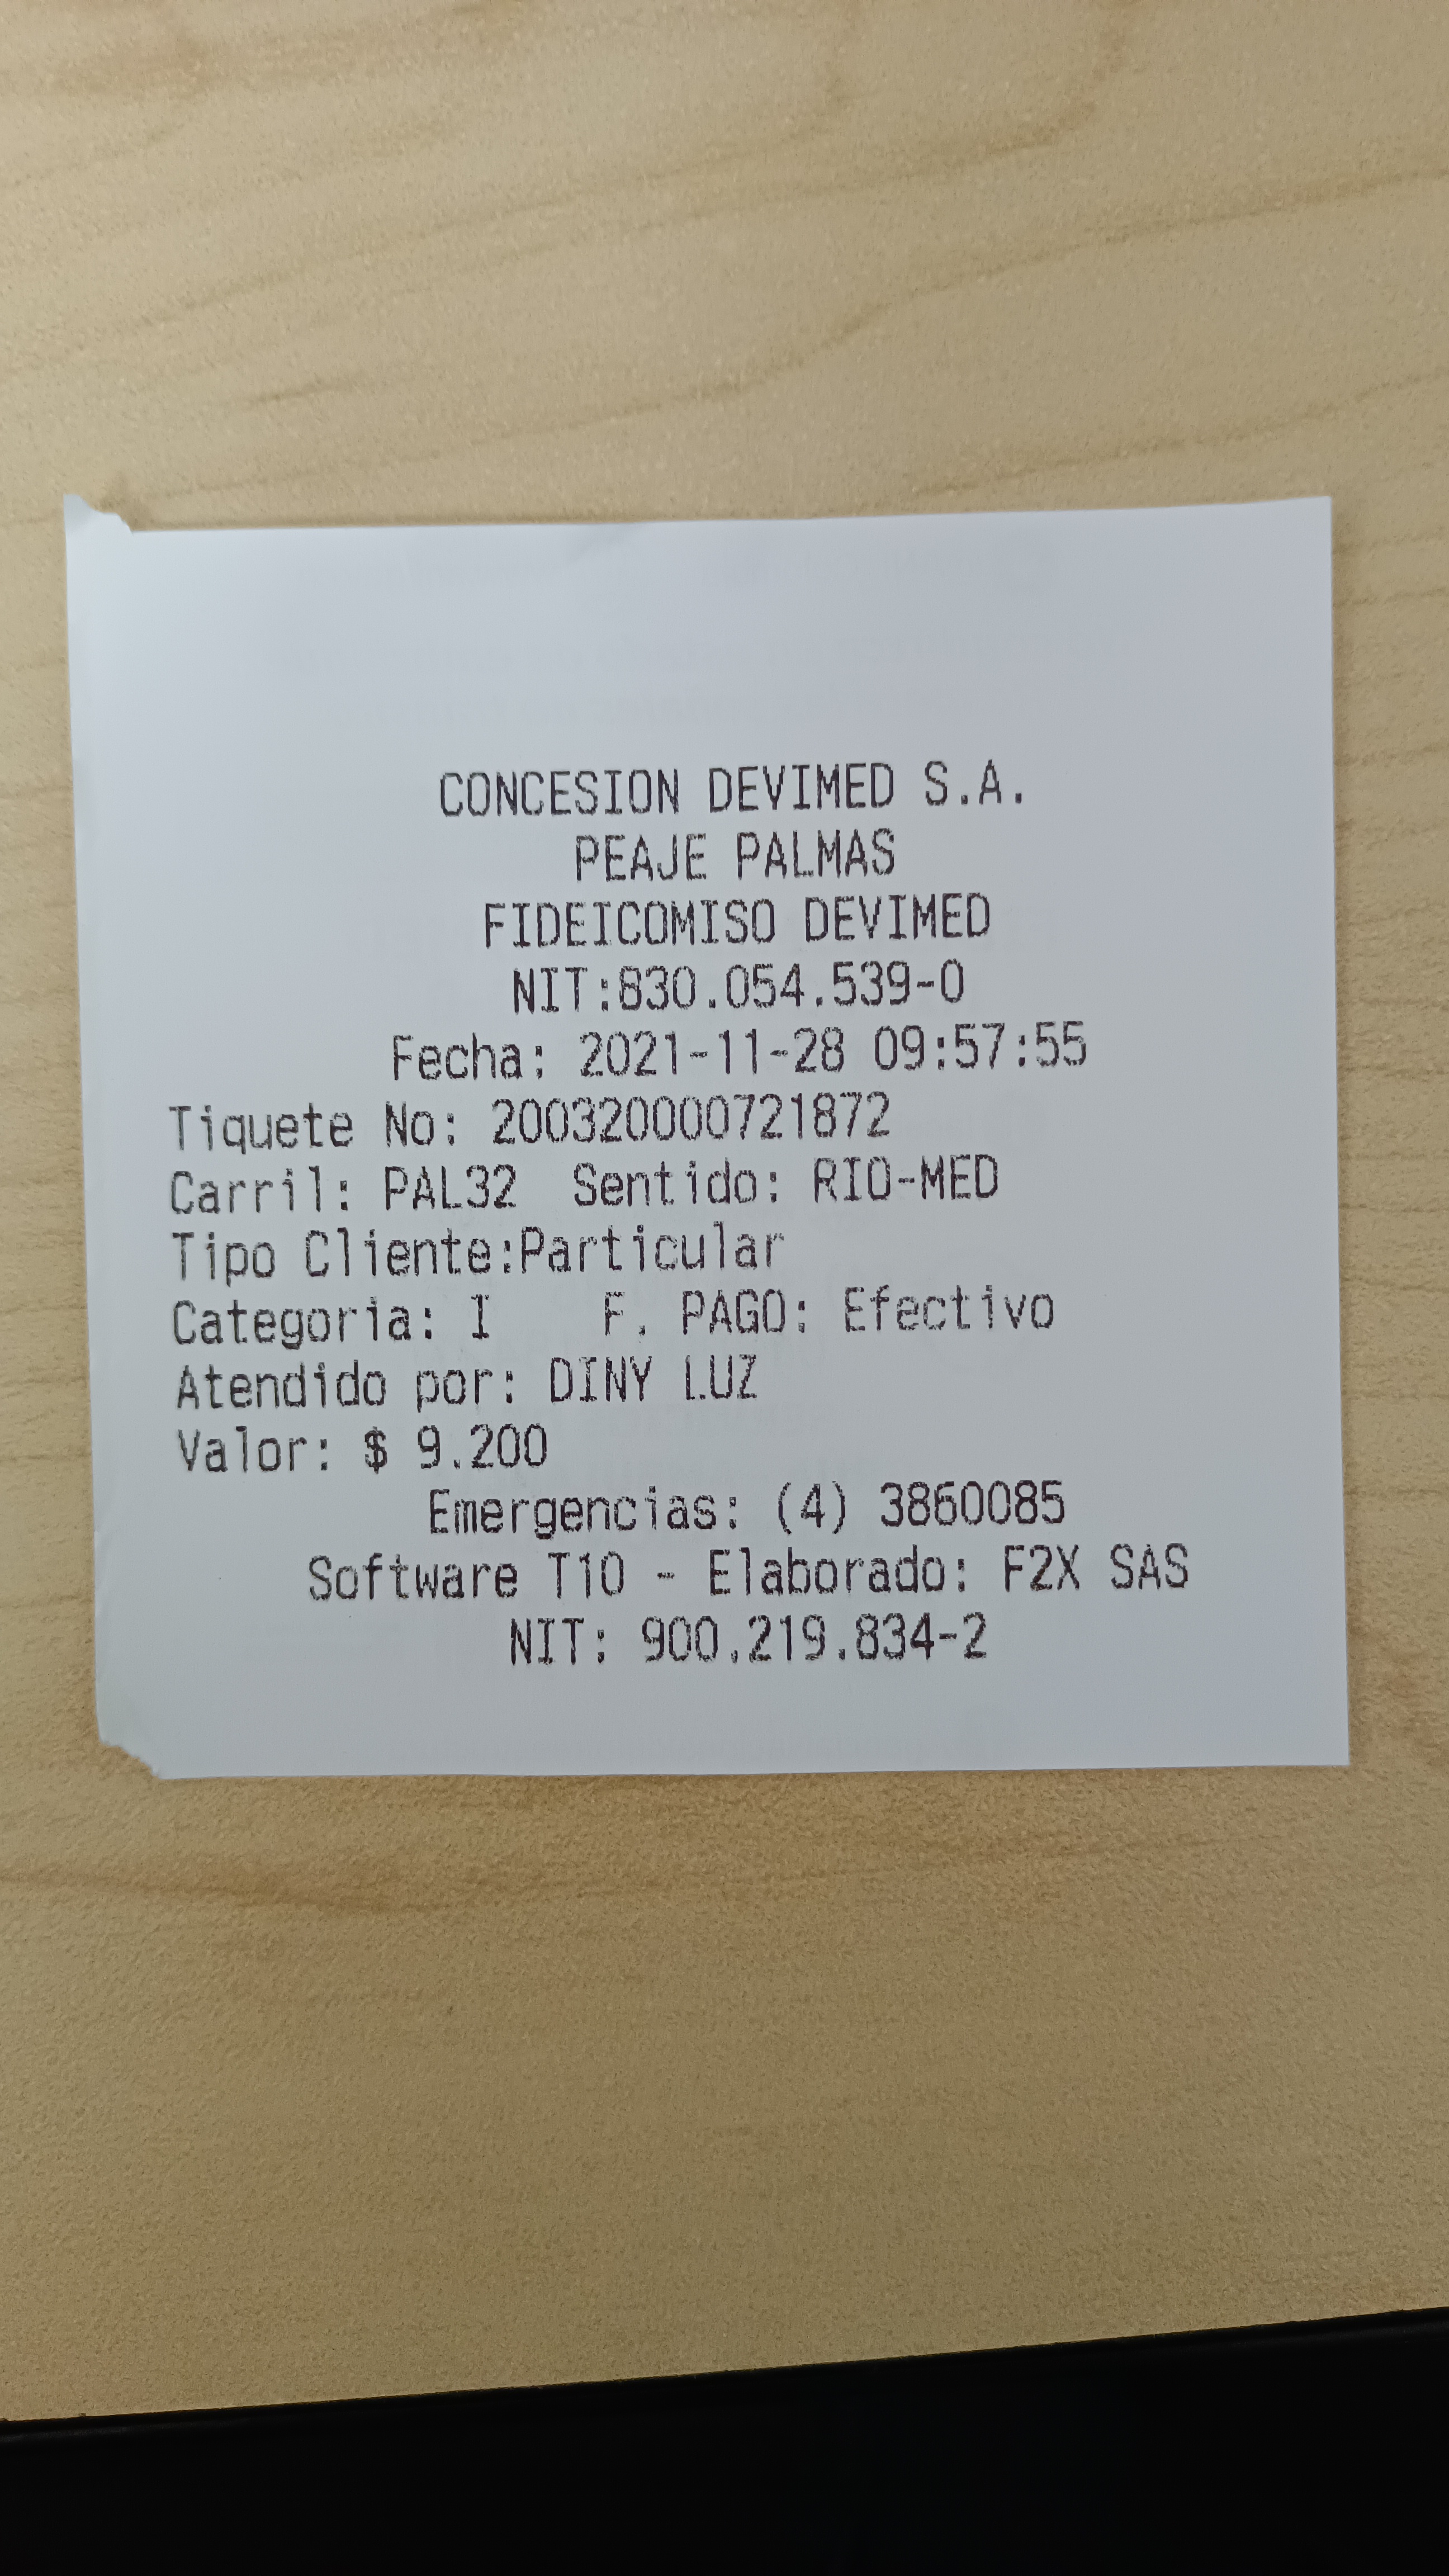 CONCESION DEVIMED S.A.
PEAJE PALMAS
FIDEICOMISO DEVIMED
NIT:830.054.539-0
Fecha: 2021-11-28 09:57:55
Tiquete No: 200320000721872
Carril: PAL32  Sentido: RIO-MED
Tipo Cliente:Particular
Categoria: I    F. PAGO: Efectivo
Atendido por: DINY LUZ
Valor: $ 9.200
Emergencias: (4) 3860085
Software T10 - Elaborado: F2X SAS
NIT: 900.219.834-2